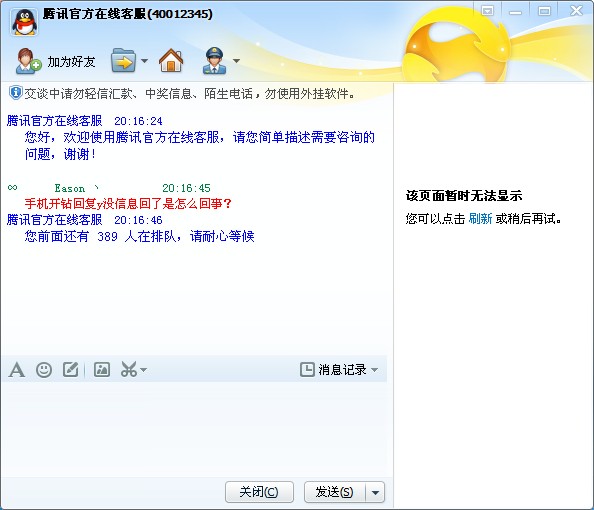 腾讯官方在线客服(40012345)
加为好友
交谈中请勿轻信汇款、中奖信息、陌生电话，勿使用外挂软件。
腾讯官方在线客服 20:16:24
您好，欢迎使用腾讯官方在线客服，请您简单描述需要咨询的
问题，谢谢！
∞ Eason 丶 20:16:45
手机开钻回复y没信息回了是怎么回事？
腾讯官方在线客服 20:16:46
您前面还有 389 人在排队，请耐心等候
该页面暂时无法显示
您可以点击 刷新 或稍后再试。
消息记录
关闭(C)
发送(S)